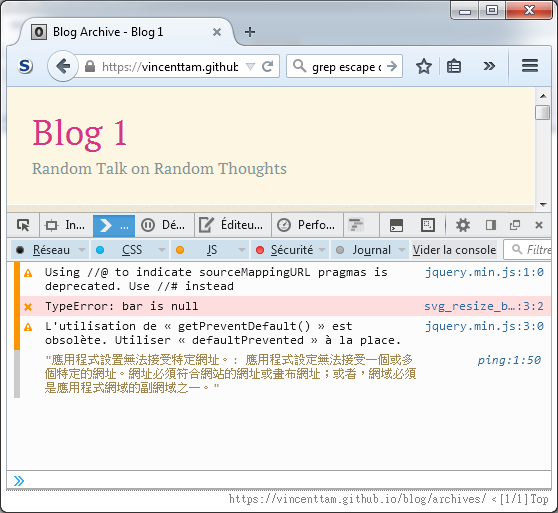 Blog Archive - Blog 1
https://vincenttam.github
grep escape
Blog 1
Random Talk on Random Thoughts
In... ... Dé... Éditeu... Perfo...
Réseau CSS JS Sécurité Journal Vider la console Filtre
Using //@ to indicate sourceMappingURL pragmas is jquery.min.js:1:0
deprecated. Use //# instead
TypeError: bar is null svg_resize_b…:3:2
L'utilisation de « getPreventDefault() » est jquery.min.js:3:0
obsolète. Utiliser « defaultPrevented » à la place.
"應用程式設置無法接受特定網址。: 應用程式設定無法接受一個或多 ping:1:50
個特定的網址。網址必須符合網站的網址或畫布網址；或者，網域必須
是應用程式網域的副網域之一。"
https://vincenttam.github.io/blog/archives/ <[1/1]Top